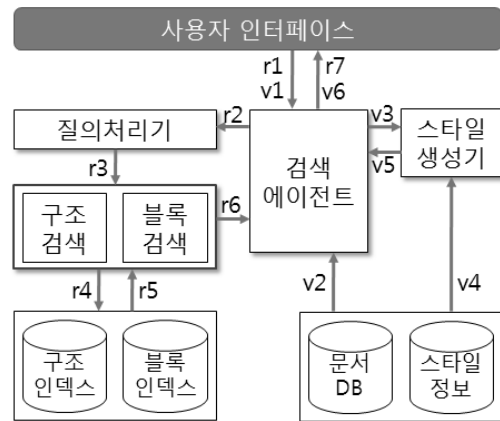 사용자 인터페이스
r1
r7
v1
v6
r2
v3
질의처리기
검색
에이전트
스타일
생성기
v5
r3
구조
검색
블록
검색
r6
r4
r5
v2
v4
구조
인덱스
블록
인덱스
문서
DB
스타일
정보